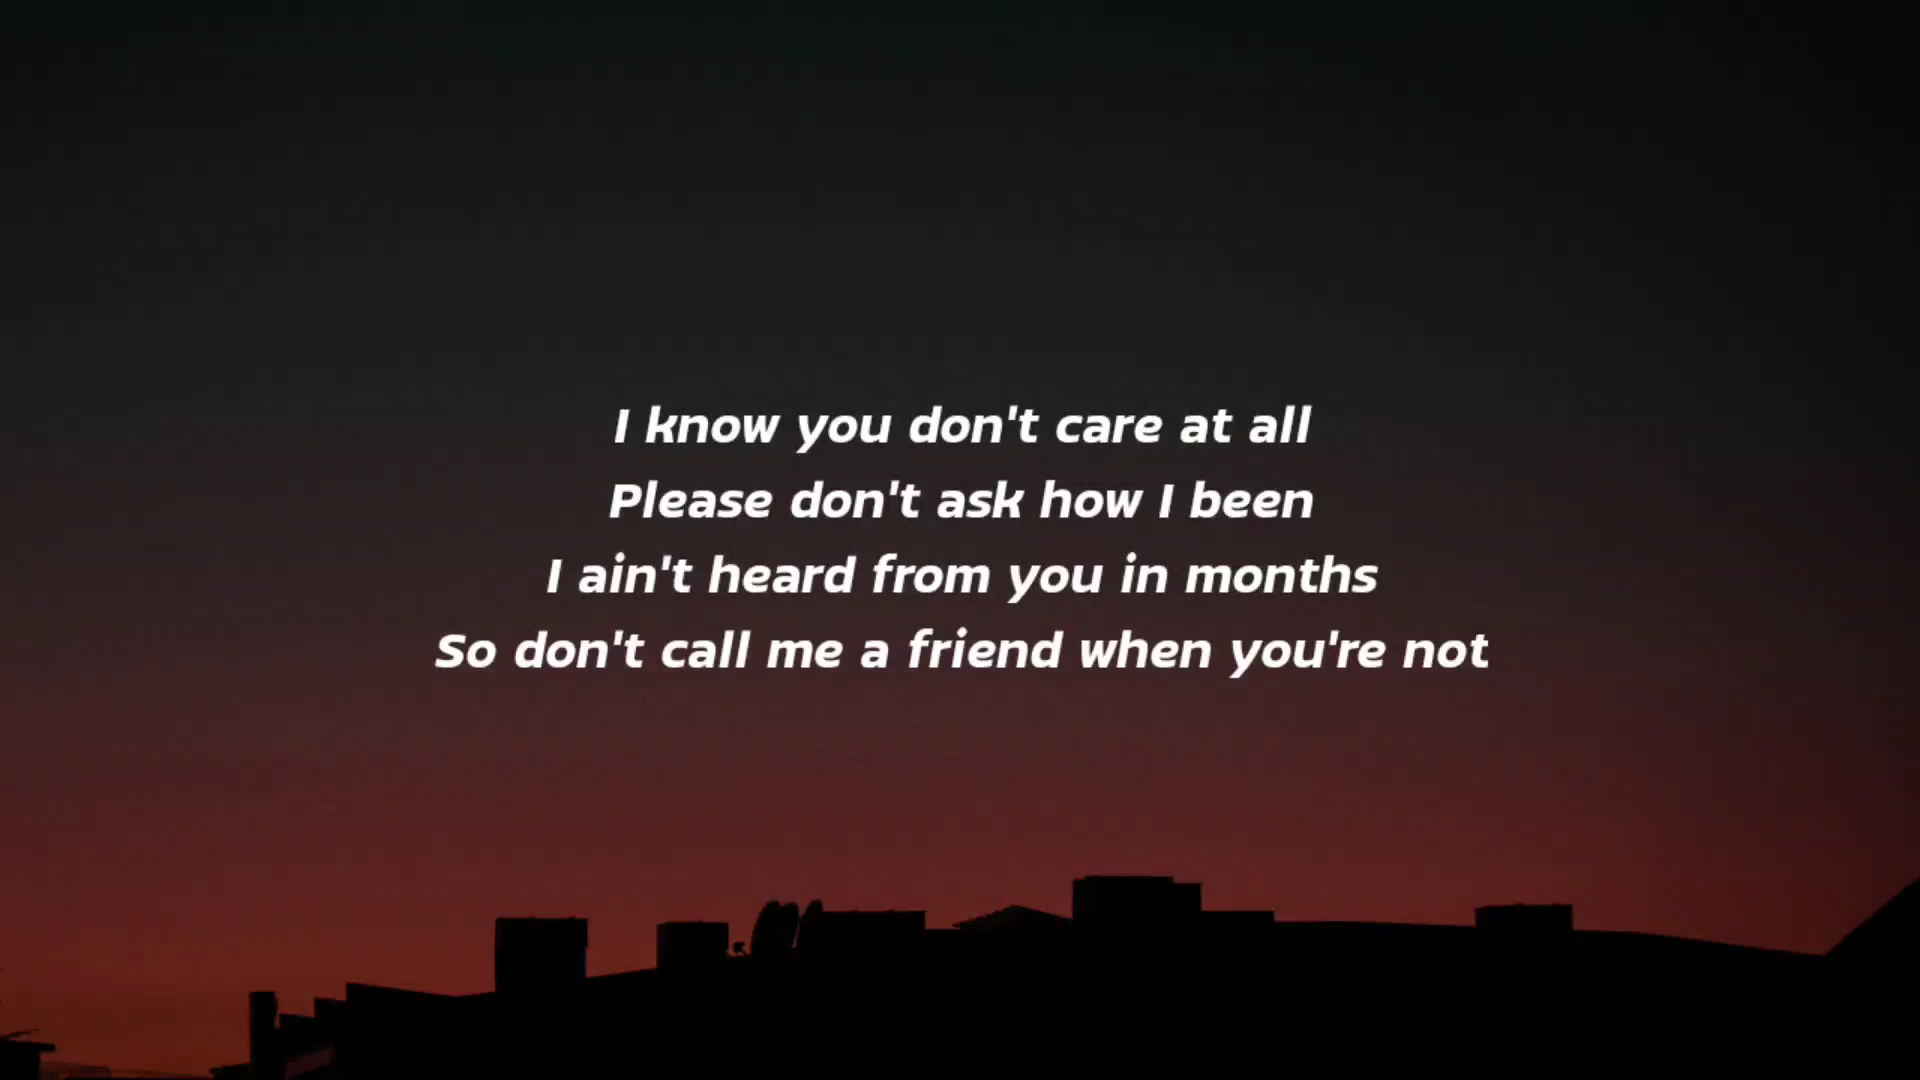 I know you don't care at all
Please don't ask how I been
I ain't heard from you in months
So don't call me a friend when you're not